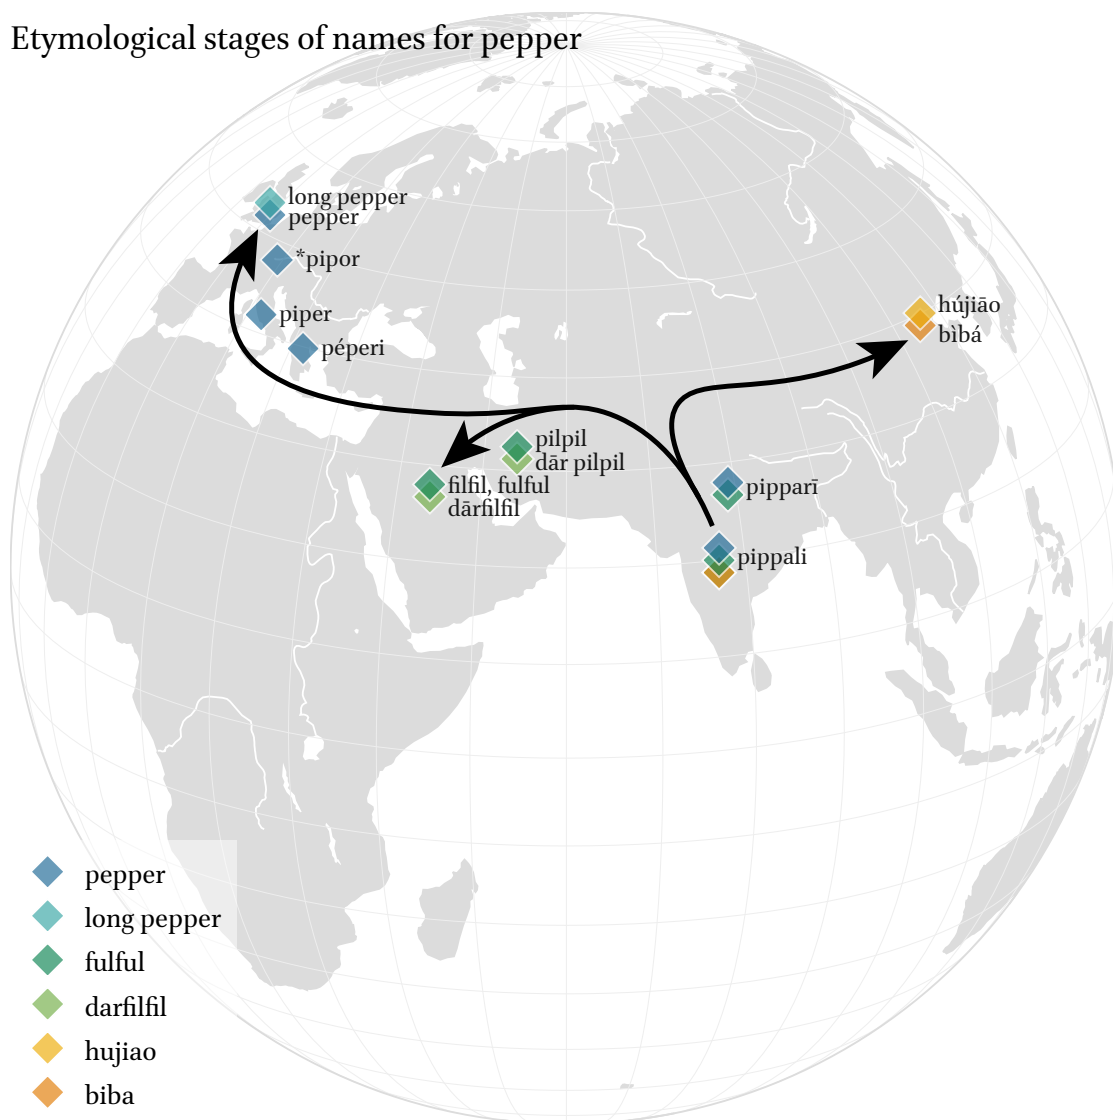 Etymological stages of names for pepper
long pepper
pepper
*pipor
piper
péperi
hújiāo
bìbá
pilpil
dār pilpil
filfil, fulful
dārfilfil
pipparī
pippali
pepper
long pepper
fulful
darfilfil
hujiao
biba